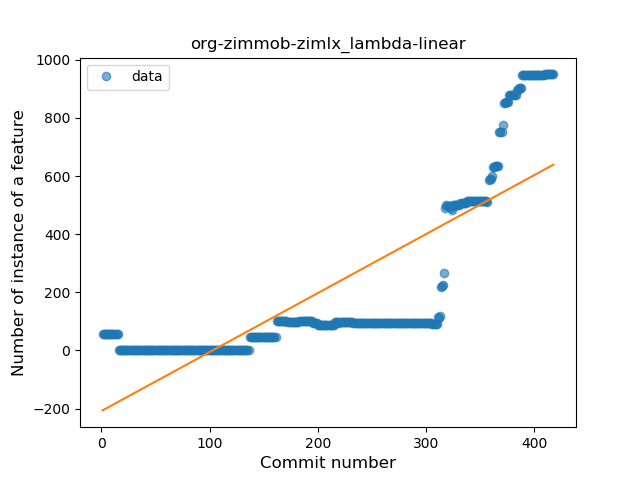 org-zimmob-zimlx_lambda-linear
data
Number of instance of a feature
1000
800
600
400
200
0
−200
0 100 200 300 400
Commit number